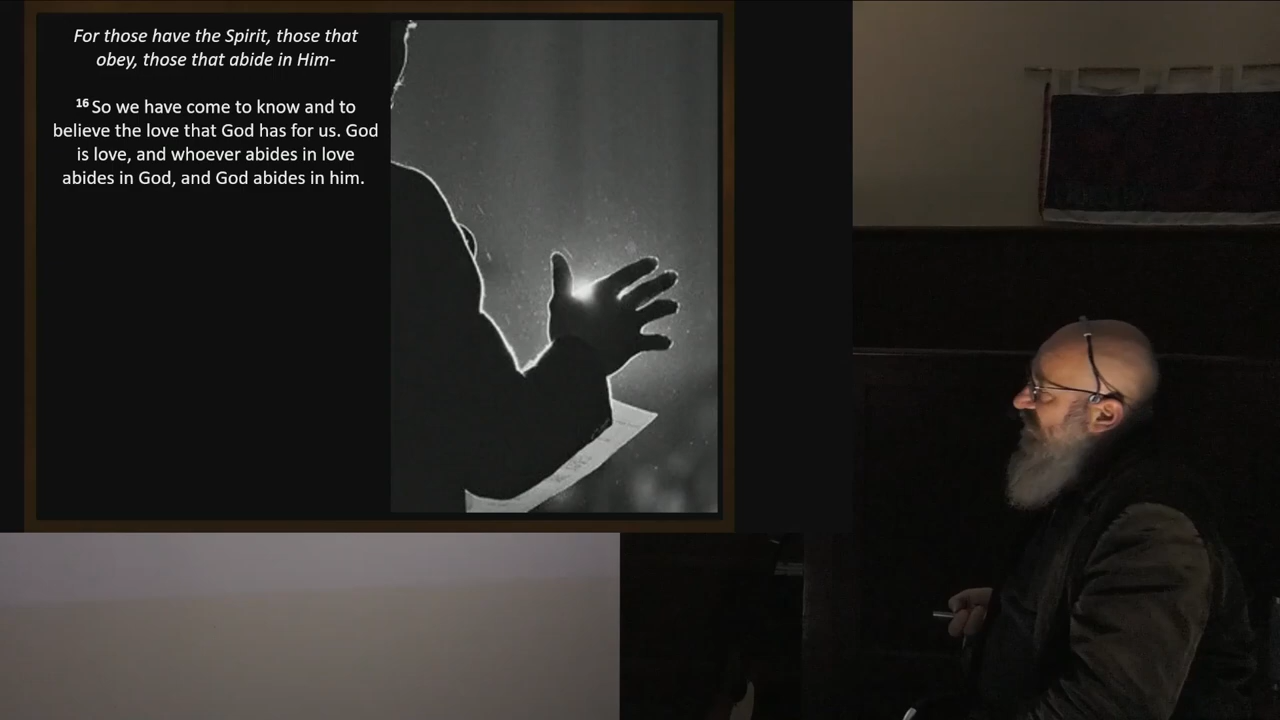 For those have the Spirit, those that
obey, those that abide in Him-
16 So we have come to know and to
believe the love that God has for us. God
is love, and whoever abides in love
abides in God, and God abides in him.